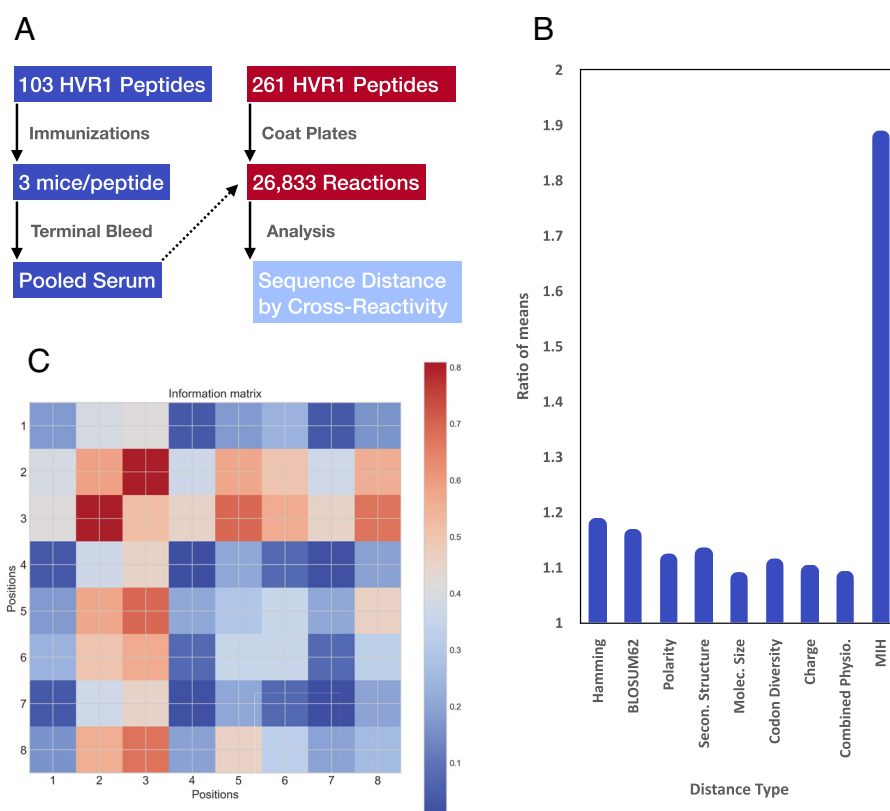 A
103 HVR1 Peptides
261 HVR1 Peptides
Immunizations
Coat Plates
3 mice/peptide
26,833 Reactions
Terminal Bleed
Analysis
Pooled Serum
Sequence Distance
by Cross-Reactivity
B
2
1.9
1.8
1.7
1.6
1.5
1.4
1.3
1.2
1.1
1
Ratio of means
Hamming
BLOSUM62
Polarity
Secon. Structure
Molec. Size
Codon Diversity
Charge
Combined Physio.
MIH
Distance Type
C
Information matrix
1
2
3
4
5
6
7
8
Positions
1 2 3 4 5 6 7 8
Positions
0.8
0.7
0.6
0.5
0.4
0.3
0.2
0.1